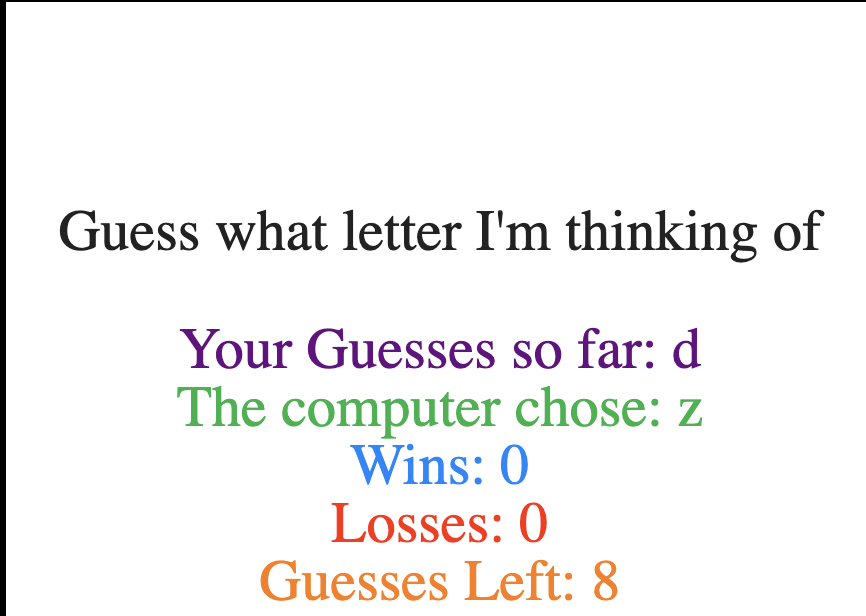 Guess what letter I'm thinking of
Your Guesses so far: d
The computer chose: z
Wins: 0
Losses: 0
Guesses Left: 8